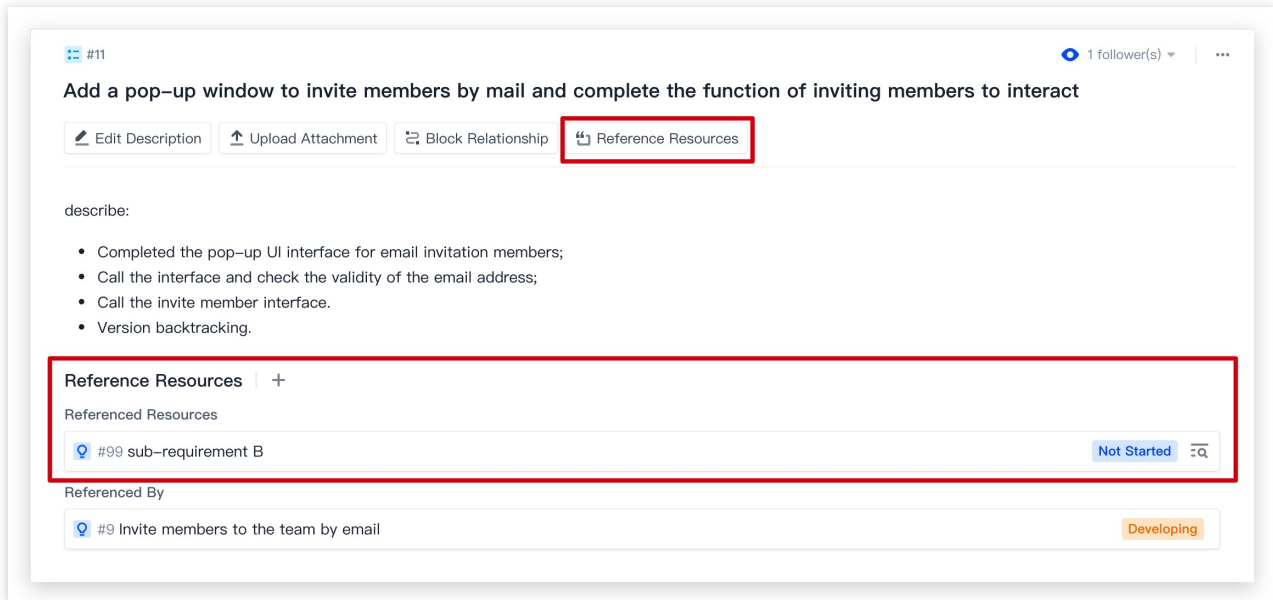 #11
1 follower(s)
Add a pop-up window to invite members by mail and complete the function of inviting members to interact
Edit Description Upload Attachment Block Relationship Reference Resources
describe:
• Completed the pop-up UI interface for email invitation members;
• Call the interface and check the validity of the email address;
• Call the invite member interface.
• Version backtracking.
Reference Resources +
Referenced Resources
#99 sub-requirement B Not Started
Referenced By
#9 Invite members to the team by email Developing